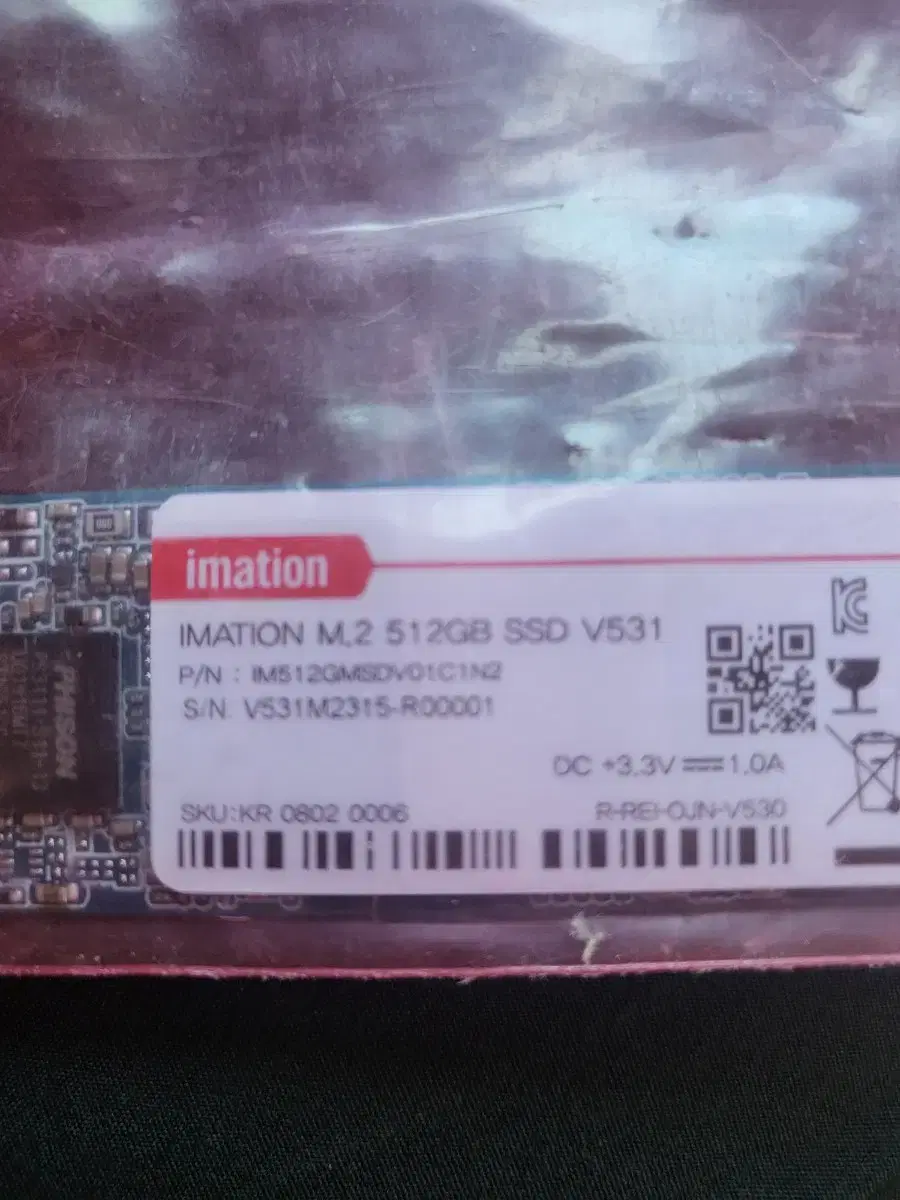 imation
IMATION M.2 512GB SSD V531
P/N : IM512GMSDV01C1N2
S/N. V531M2315-R00001
DC +3.3V 1.0A
SKU:KR 0802 0006
R-REI-OJN-V530
PHISON